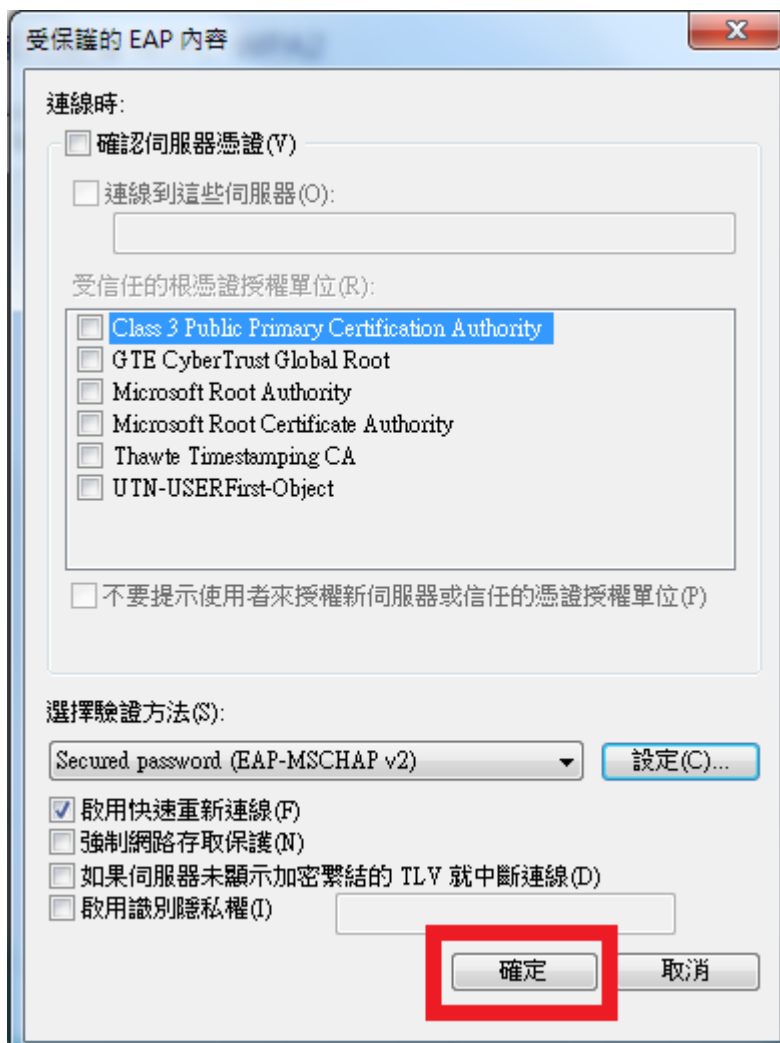 受保護的 EAP 內容
連線時:
確認伺服器憑證(V)
連線到這些伺服器(O):
受信任的根憑證授權單位(R):
Class 3 Public Primary Certification Authority
GTE CyberTrust Global Root
Microsoft Root Authority
Microsoft Root Certificate Authority
Thawte Timestamping CA
UTN-USERFirst-Object
不要提示使用者來授權新伺服器或信任的憑證授權單位(P)
選擇驗證方法(S):
Secured password (EAP-MSCHAP v2) 設定(C)...
啟用快速重新連線(F)
強制網路存取保護(N)
如果伺服器未顯示加密繫結的 TLV 就中斷連線(D)
啟用識別隱私權(I)
確定 取消